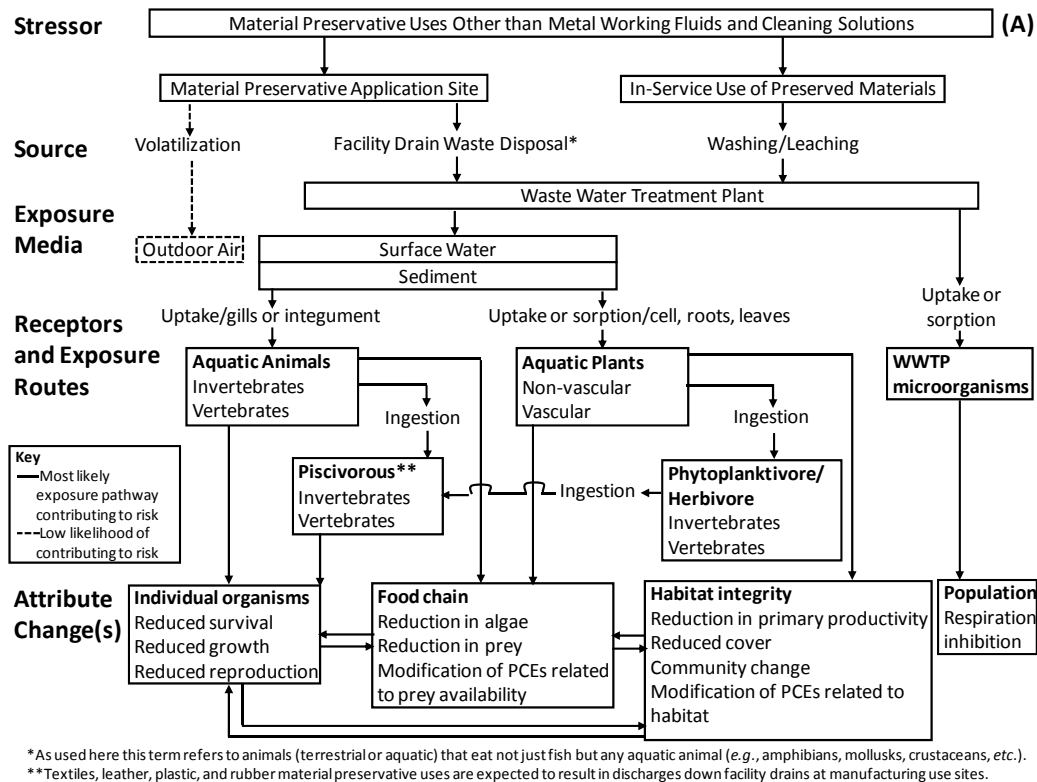 Stressor
Material Preservative Uses Other than Metal Working Fluids and Cleaning Solutions
(A)
Material Preservative Application Site
In-Service Use of Preserved Materials
Source
Volatilization
Facility Drain Waste Disposal*
Washing/Leaching
Waste Water Treatment Plant
Exposure
Media
Outdoor Air
Surface Water
Sediment
Uptake/gills or integument
Uptake or sorption/cell, roots, leaves
Uptake or
sorption
Receptors
and Exposure
Routes
Aquatic Animals
Invertebrates
Vertebrates
Ingestion
Aquatic Plants
Non-vascular
Vascular
Ingestion
WWTP
microorganisms
Key
Most likely
exposure pathway
contributing to risk
Low likelihood of
contributing to risk
Piscivorous**
Invertebrates
Vertebrates
Ingestion
Phytoplanktivore/
Herbivore
Invertebrates
Vertebrates
Attribute
Change(s)
Individual organisms
Reduced survival
Reduced growth
Reduced reproduction
Food chain
Reduction in algae
Reduction in prey
Modification of PCEs related
to prey availability
Habitat integrity
Reduction in primary productivity
Reduced cover
Community change
Modification of PCEs related to
habitat
Population
Respiration
inhibition
*As used here this term refers to animals (terrestrial or aquatic) that eat not just fish but any aquatic animal (e.g., amphibians, mollusks, crustaceans, etc.).
**Textiles, leather, plastic, and rubber material preservative uses are expected to result in discharges down facility drains at manufacturing use sites.